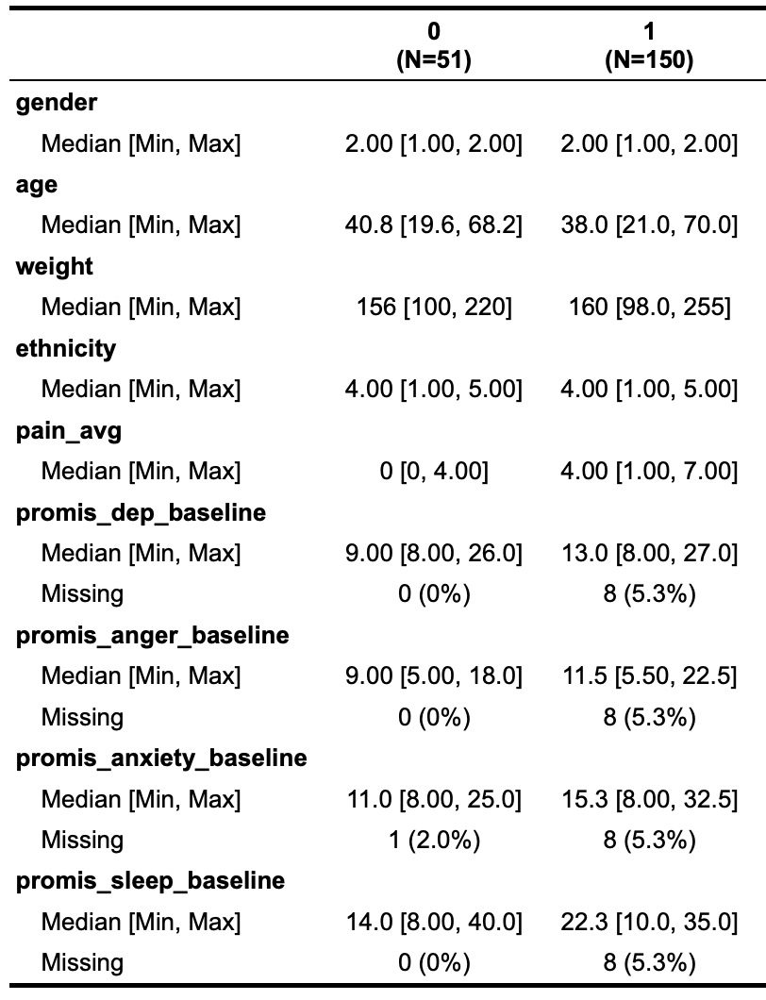 0 1
(N=51) (N=150)
gender
Median [Min, Max] 2.00 [1.00, 2.00] 2.00 [1.00, 2.00]
age
Median [Min, Max] 40.8 [19.6, 68.2] 38.0 [21.0, 70.0]
weight
Median [Min, Max] 156 [100, 220] 160 [98.0, 255]
ethnicity
Median [Min, Max] 4.00 [1.00, 5.00] 4.00 [1.00, 5.00]
pain_avg
Median [Min, Max] 0 [0, 4.00] 4.00 [1.00, 7.00]
promis_dep_baseline
Median [Min, Max] 9.00 [8.00, 26.0] 13.0 [8.00, 27.0]
Missing 0 (0%) 8 (5.3%)
promis_anger_baseline
Median [Min, Max] 9.00 [5.00, 18.0] 11.5 [5.50, 22.5]
Missing 0 (0%) 8 (5.3%)
promis_anxiety_baseline
Median [Min, Max] 11.0 [8.00, 25.0] 15.3 [8.00, 32.5]
Missing 1 (2.0%) 8 (5.3%)
promis_sleep_baseline
Median [Min, Max] 14.0 [8.00, 40.0] 22.3 [10.0, 35.0]
Missing 0 (0%) 8 (5.3%)